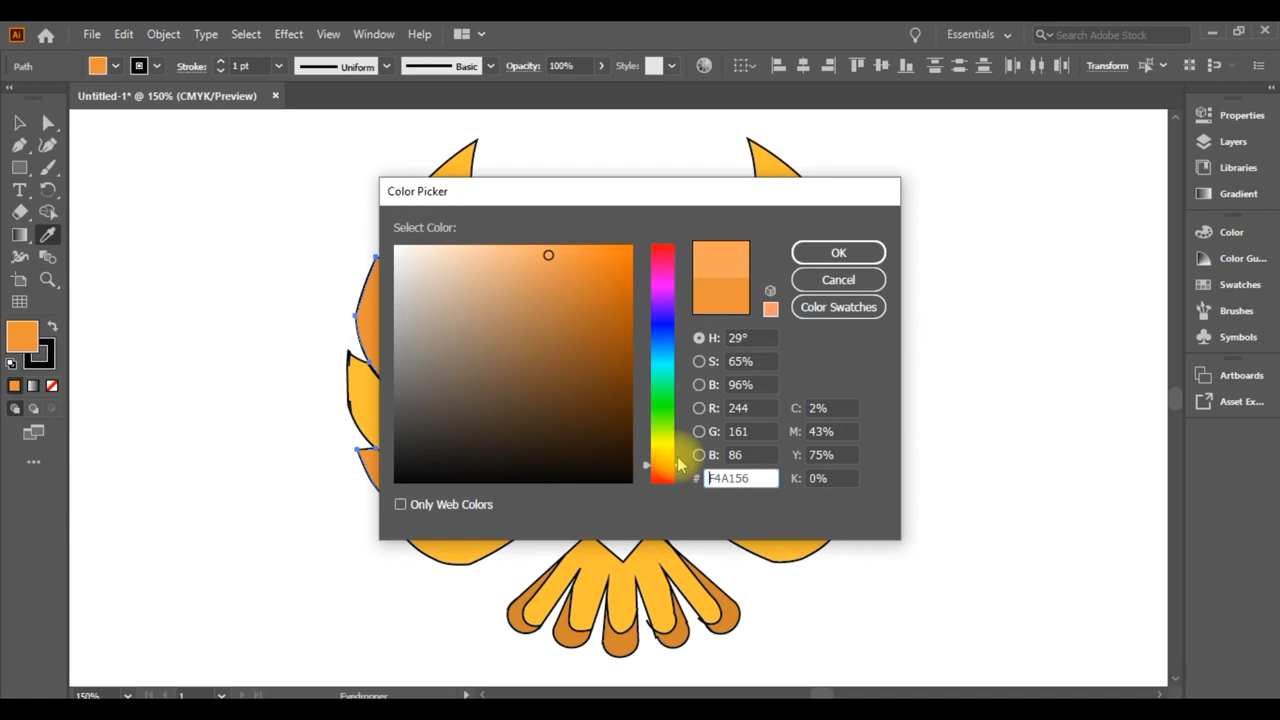 Ai File Edit Object Type Select Effect View Window Help Essentials Search Adobe Stock
Path Stroke: 1 pt Uniform Basic Opacity: 100% Style: Transform
Untitled-1* @ 150% (CMYK/Preview) ×
Properties
Layers
Libraries
Gradient
Color
Color Gu...
Swatches
Brushes
Symbols
Artboards
Asset Ex...
Color Picker
Select Color:
OK
Cancel
Color Swatches
H: 29°
S: 65%
B: 96%
R: 244 C: 2%
G: 161 M: 43%
B: 86 Y: 75%
# F4A156 K: 0%
Only Web Colors
150% 1 Eyedropper